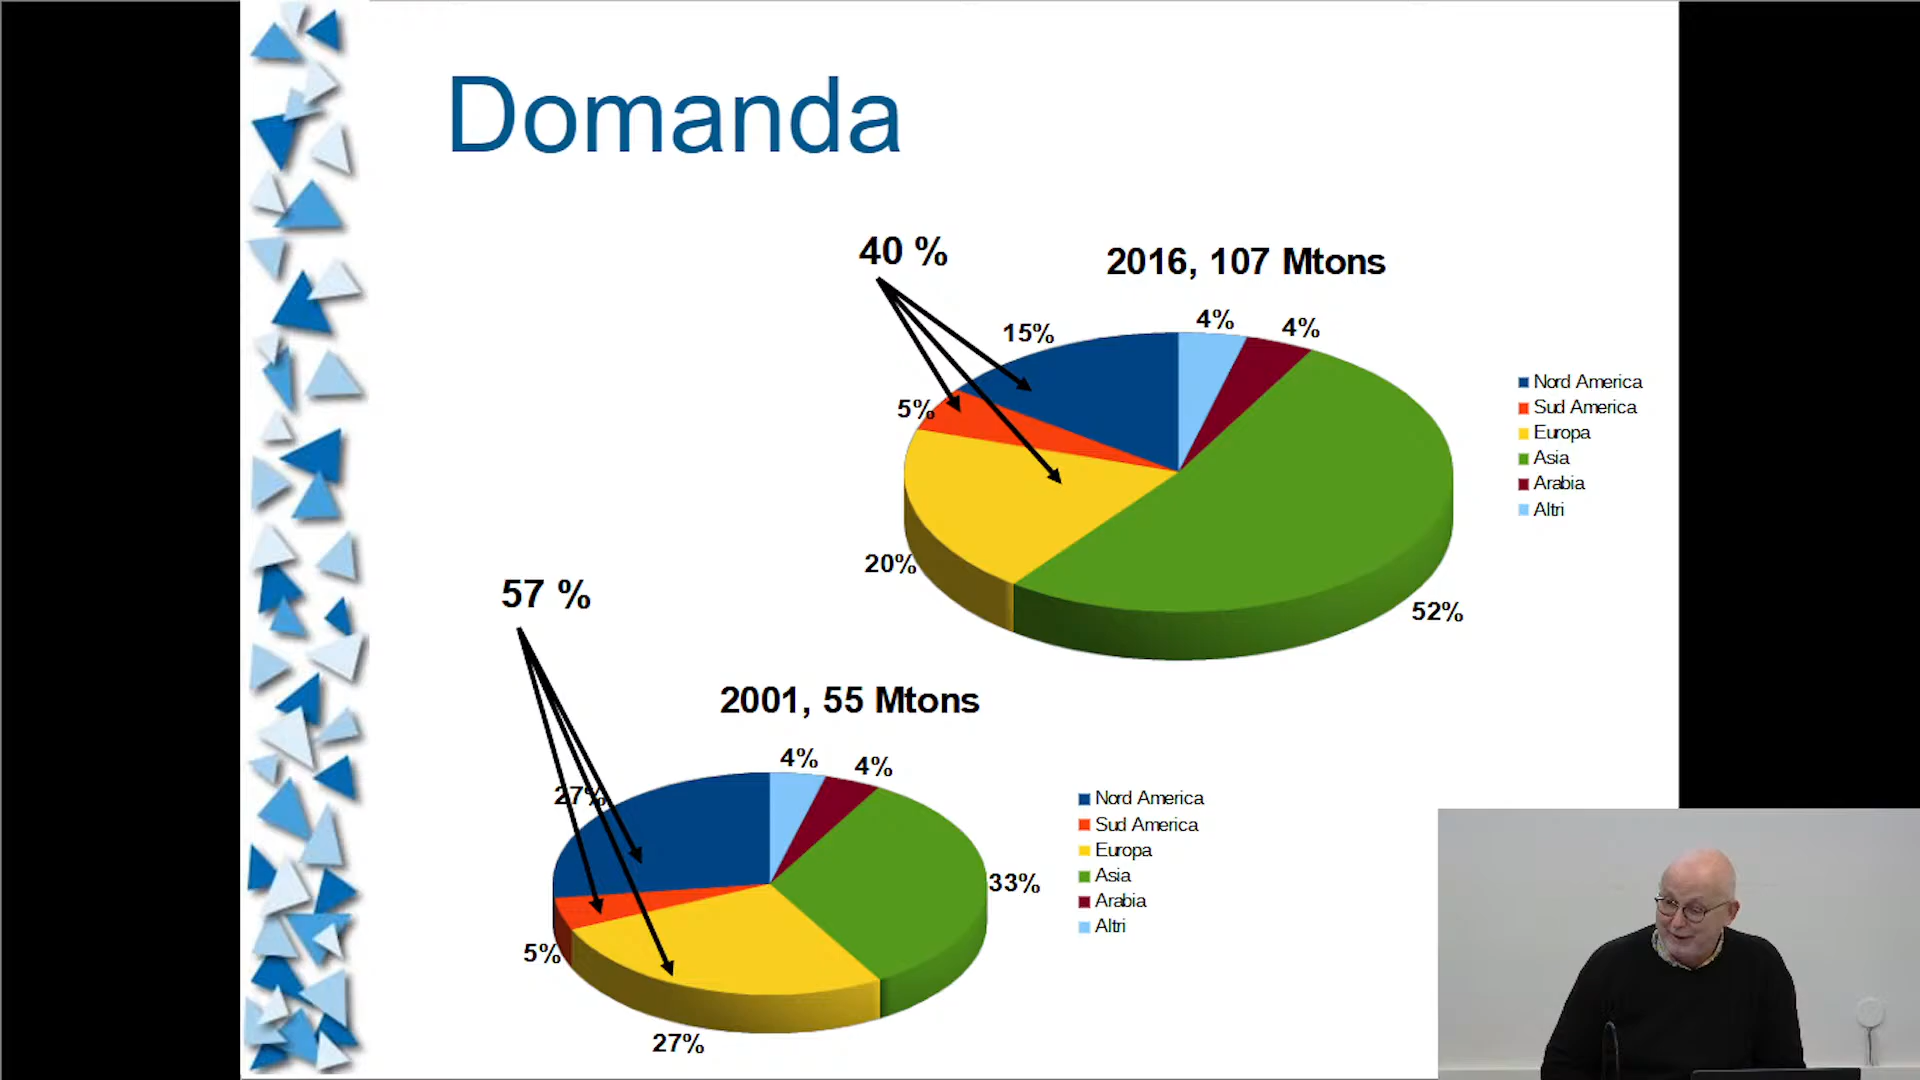 Domanda
40 %
2016, 107 Mtons
15%
4%
4%
5%
20%
52%
Nord America
Sud America
Europa
Asia
Arabia
Altri
57 %
2001, 55 Mtons
27%
4%
4%
33%
5%
27%
Nord America
Sud America
Europa
Asia
Arabia
Altri